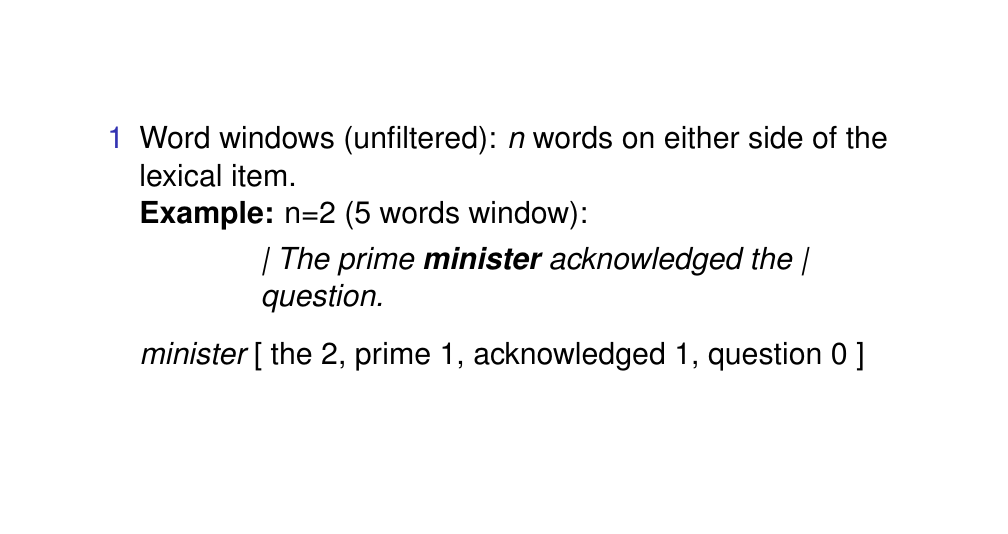 1 Word windows (unfiltered): n words on either side of the
lexical item.
Example: n=2 (5 words window):
| The prime minister acknowledged the |
question.
minister [ the 2, prime 1, acknowledged 1, question 0 ]